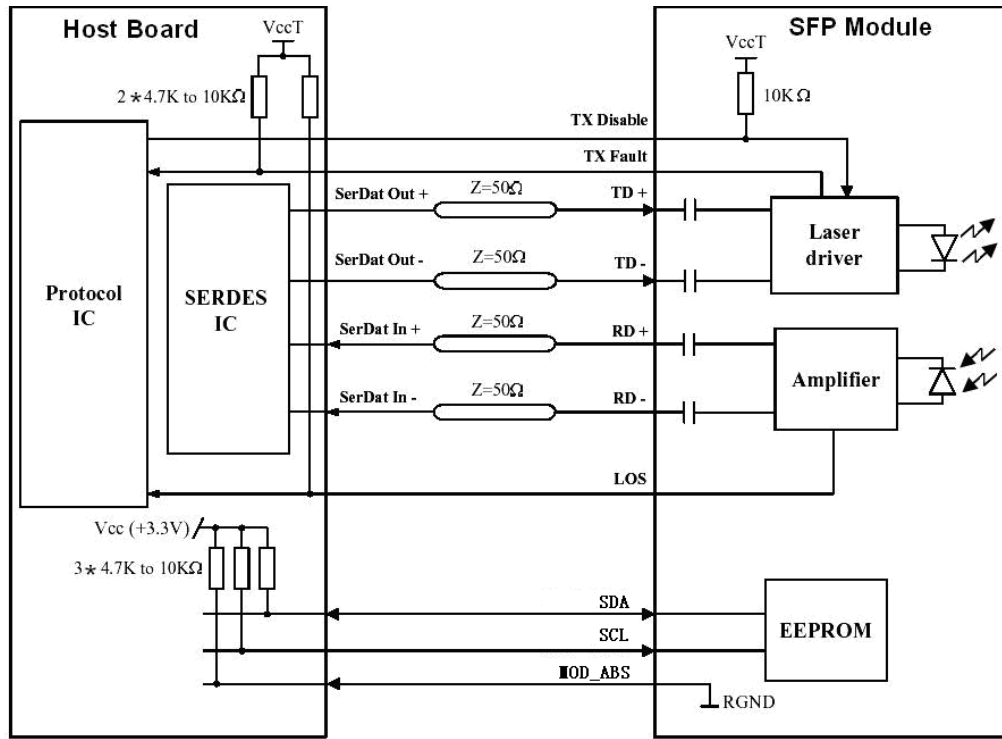 Host Board
SFP Module
VccT
VccT
2*4.7K to 10KΩ
10KΩ
TX Disable
TX Fault
SerDat Out +
Z=50Ω
TD +
Laser
driver
SerDat Out -
Z=50Ω
TD -
Protocol
IC
SERDES
IC
SerDat In +
Z=50Ω
RD +
Amplifier
SerDat In -
Z=50Ω
RD -
LOS
Vcc (+3.3V)
3*4.7K to 10KΩ
SDA
SCL
EEPROM
MOD_ABS
RGND